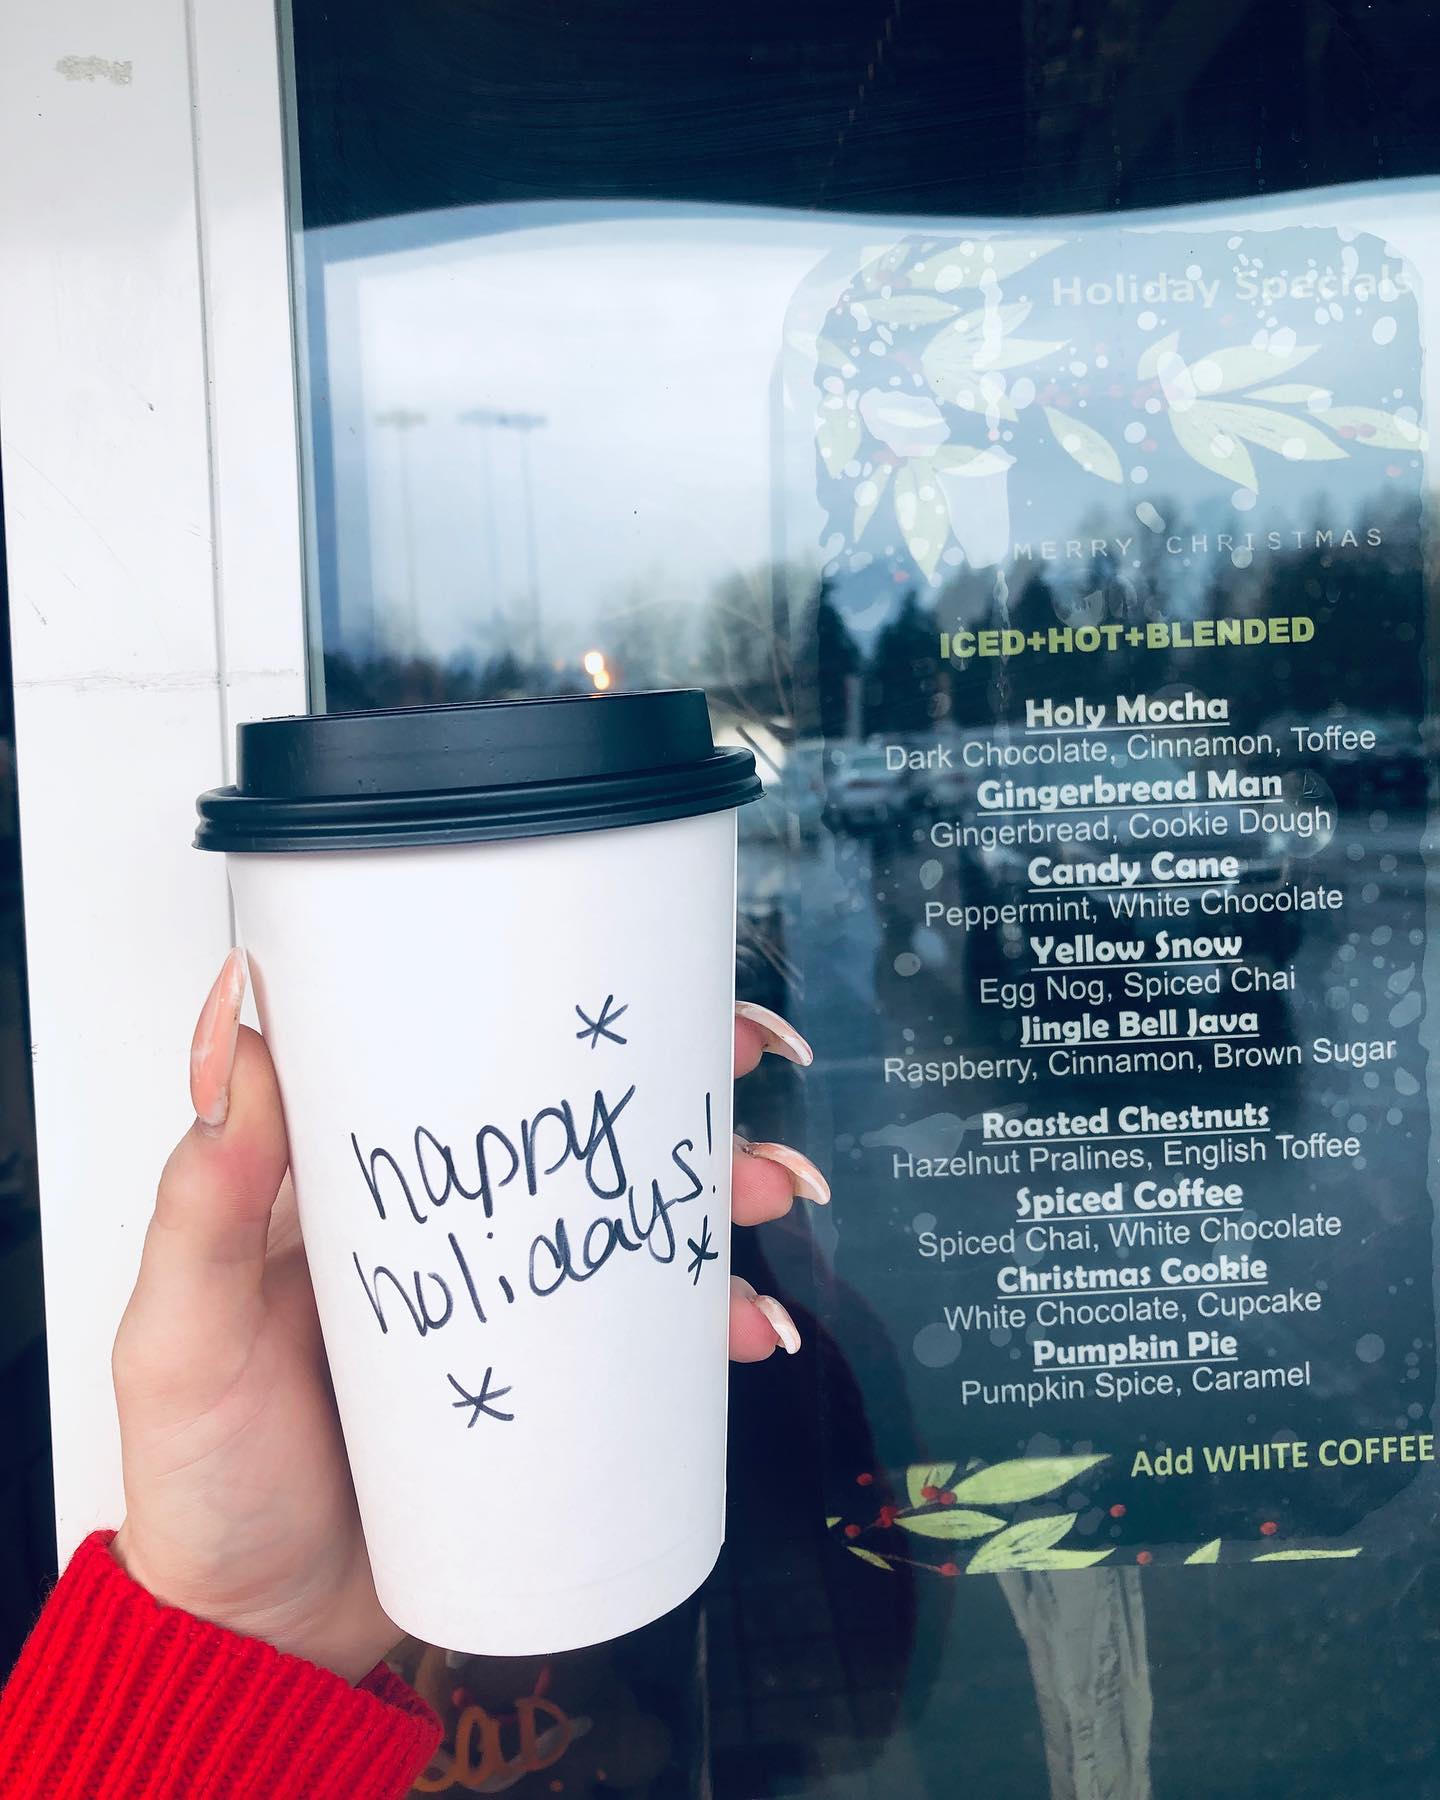 happy
holidays!
Holiday Specials
MERRY CHRISTMAS
ICED+HOT+BLENDED
Holy Mocha
Dark Chocolate, Cinnamon, Toffee
Gingerbread Man
Gingerbread, Cookie Dough
Candy Cane
Peppermint, White Chocolate
Yellow Snow
Egg Nog, Spiced Chai
Jingle Bell Java
Raspberry, Cinnamon, Brown Sugar
Roasted Chestnuts
Hazelnut Pralines, English Toffee
Spiced Coffee
Spiced Chai, White Chocolate
Christmas Cookie
White Chocolate, Cupcake
Pumpkin Pie
Pumpkin Spice, Caramel
Add WHITE COFFEE